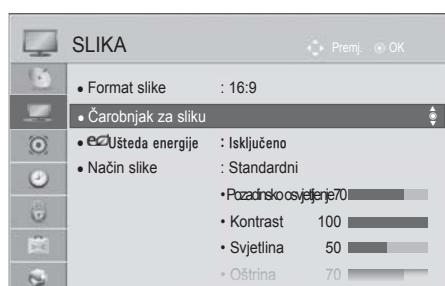 SLIKA Premj. OK
• Format slike : 16:9
• Čarobnjak za sliku
• eco Ušteda energije : Isključeno
• Način slike : Standardni
• Pozadinsko osvjetljenje 70
• Kontrast 100
• Svjetlina 50
• Oštrina 70